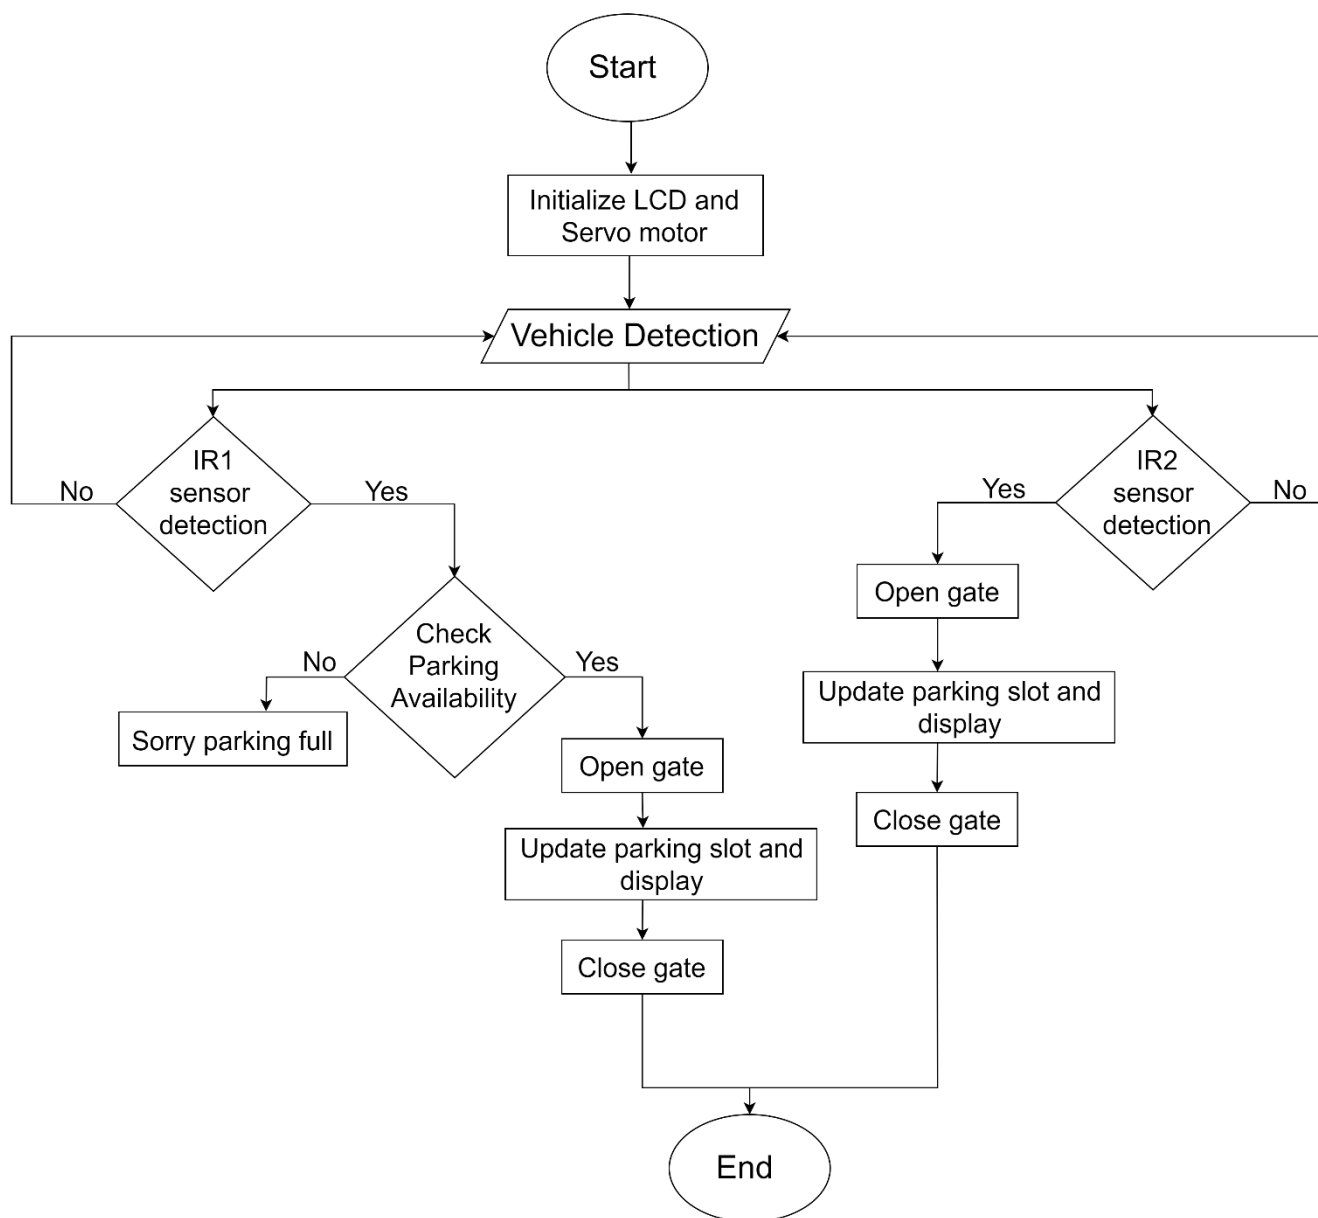 Start
Initialize LCD and
Servo motor
Vehicle Detection
IR1
sensor
detection
No
Yes
IR2
sensor
detection
Yes
No
Check
Parking
Availability
No
Yes
Sorry parking full
Open gate
Update parking slot and
display
Close gate
Open gate
Update parking slot and
display
Close gate
End